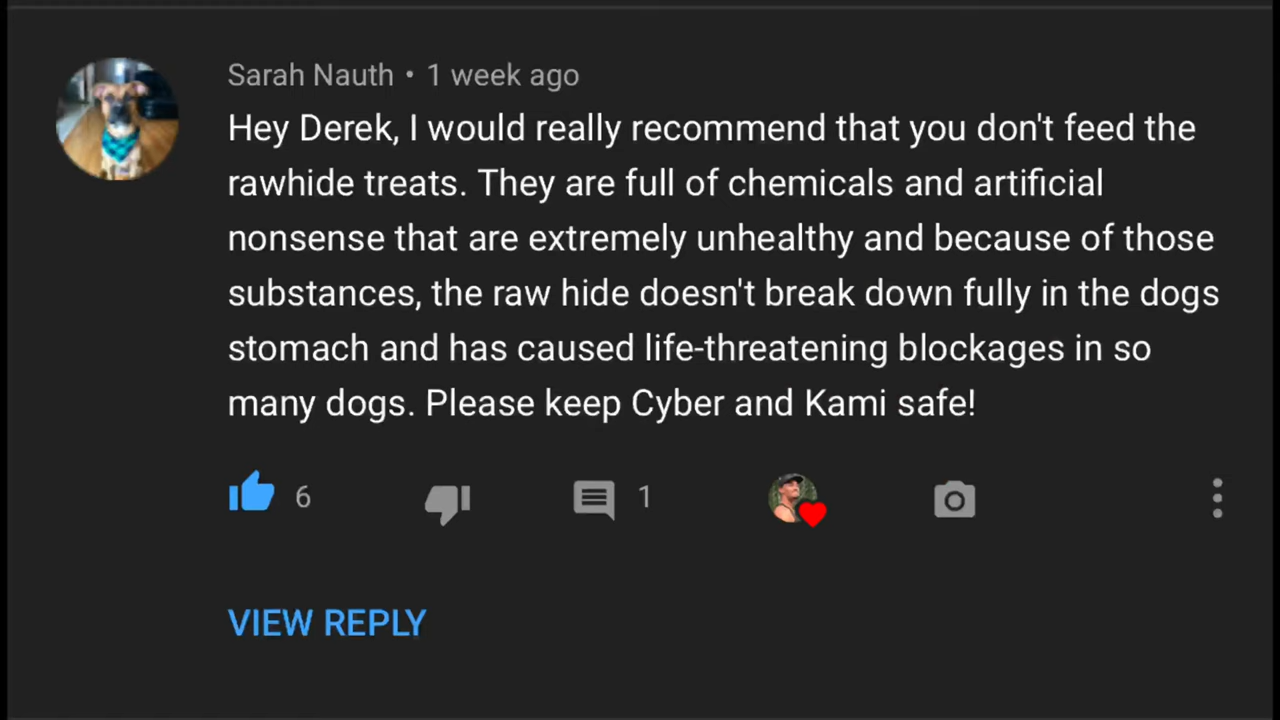 Sarah Nauth • 1 week ago
Hey Derek, I would really recommend that you don't feed the
rawhide treats. They are full of chemicals and artificial
nonsense that are extremely unhealthy and because of those
substances, the raw hide doesn't break down fully in the dogs
stomach and has caused life-threatening blockages in so
many dogs. Please keep Cyber and Kami safe!
6 1
VIEW REPLY